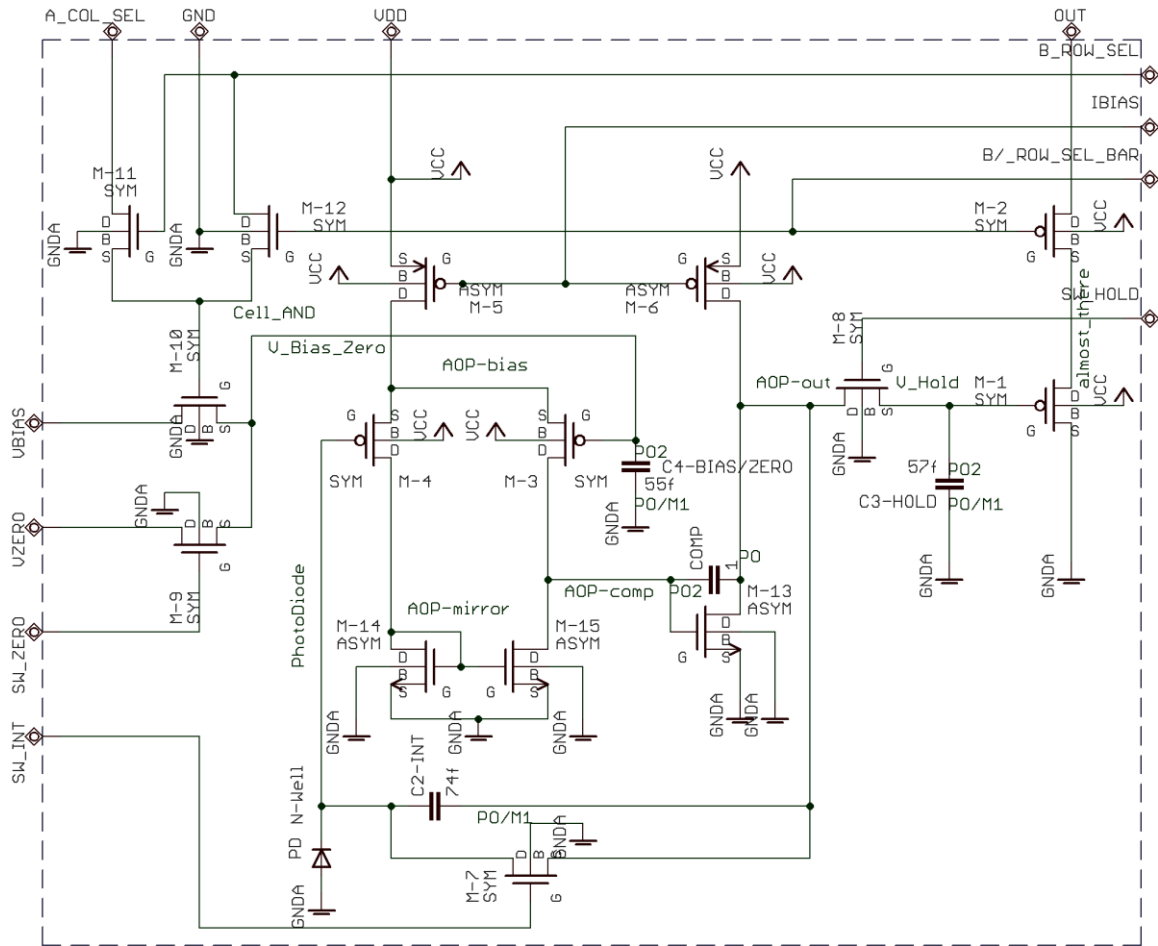 A_COL_SEL
GND
VDD
OUT
B_ROW_SEL
IBIAS
B/_ROW_SEL_BAR
M-11
SYM
D
B
S
G
GNDA
GNDA
M-12
SYM
D
B
S
G
VCC
VCC
M-2
SYM
D
B
S
G
VCC
VCC
S
B
D
G
ASYM
M-5
ASYM
M-6
S
B
D
G
VCC
SW_HOLD
almost_there
Cell_AND
V_Bias_Zero
M-10
SYM
G
D
B
S
GNDA
VBIAS
AOP-bias
AOP-out
M-8
SYM
G
D
B
S
GNDA
V_Hold
M-1
SYM
D
B
S
G
VCC
G
S
B
D
VCC
SYM
M-4
VCC
S
B
D
G
M-3
SYM
PO2
C4-BIAS/ZERO
55f
PO/M1
GNDA
57f
PO2
C3-HOLD
PO/M1
GNDA
GNDA
VZERO
GNDA
D
B
S
G
M-9
SYM
SW_ZERO
PhotoDiode
AOP-mirror
AOP-comp
COMP
PO2
1
PO
M-13
ASYM
D
B
S
G
GNDA
GNDA
M-14
ASYM
D
B
S
G
M-15
ASYM
D
B
S
G
GNDA
GNDA
GNDA
SW_INT
C2-INT
74f
PO/M1
PD N-Well
GNDA
D
B
S
G
GNDA
M-7
SYM